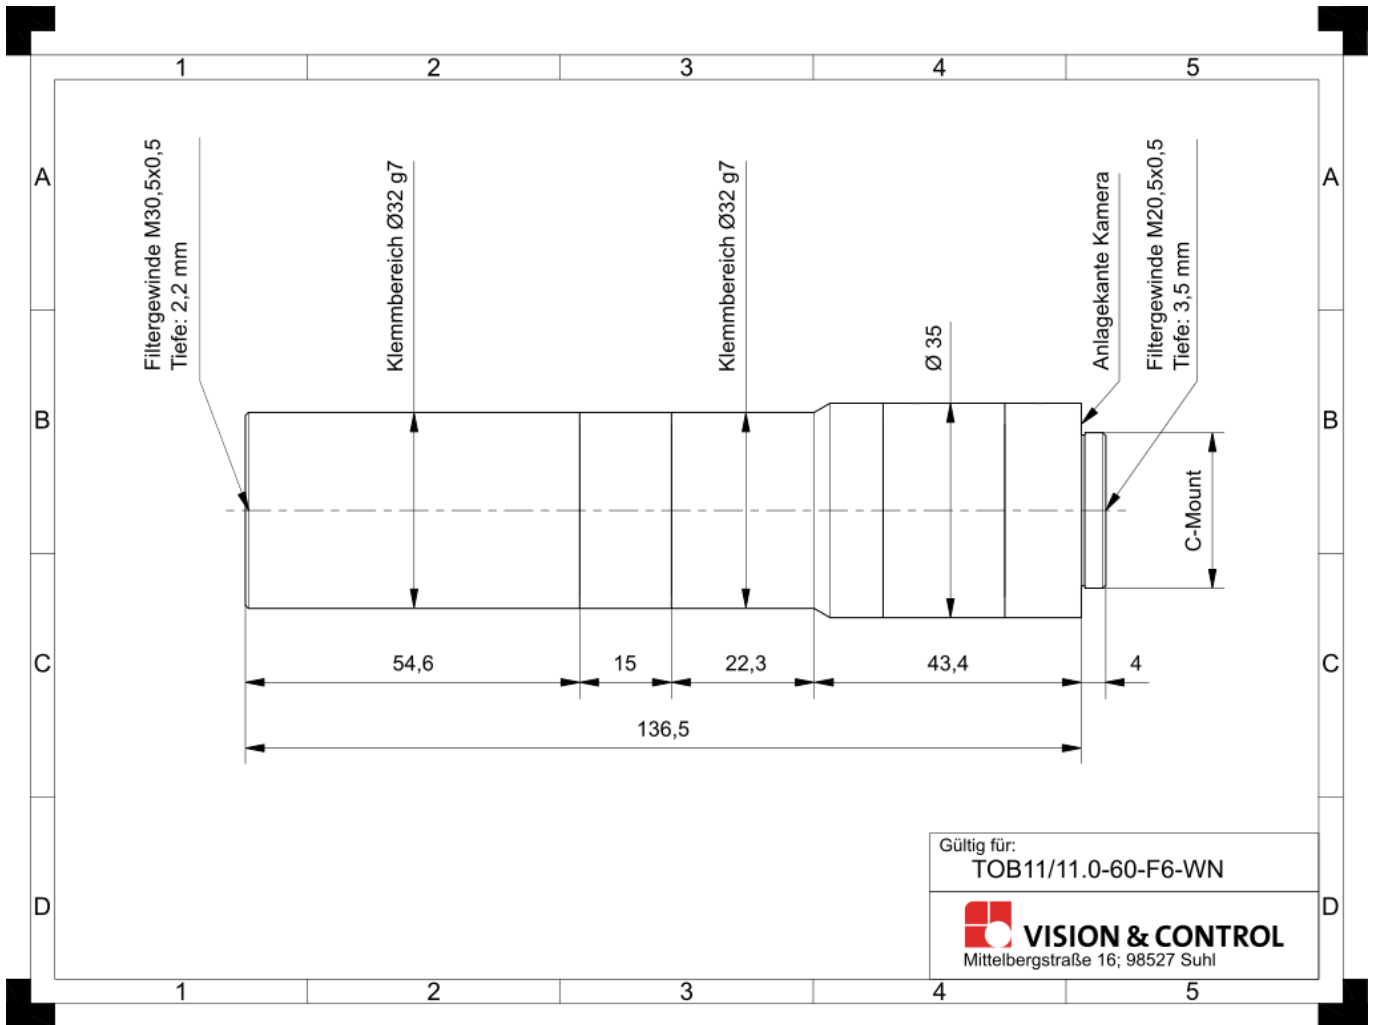 1 2 3 4 5
A A
Filtergewinde M30,5x0,5
Tiefe: 2,2 mm
Klemmbereich Ø32 g7
Klemmbereich Ø32 g7
Ø 35
Anlagekante Kamera
Filtergewinde M20,5x0,5
Tiefe: 3,5 mm
B B
C-Mount
C C
54,6 15 22,3 43,4 4
136,5
Gültig für:
TOB11/11.0-60-F6-WN
D D
VISION & CONTROL
Mittelbergstraße 16; 98527 Suhl
1 2 3 4 5